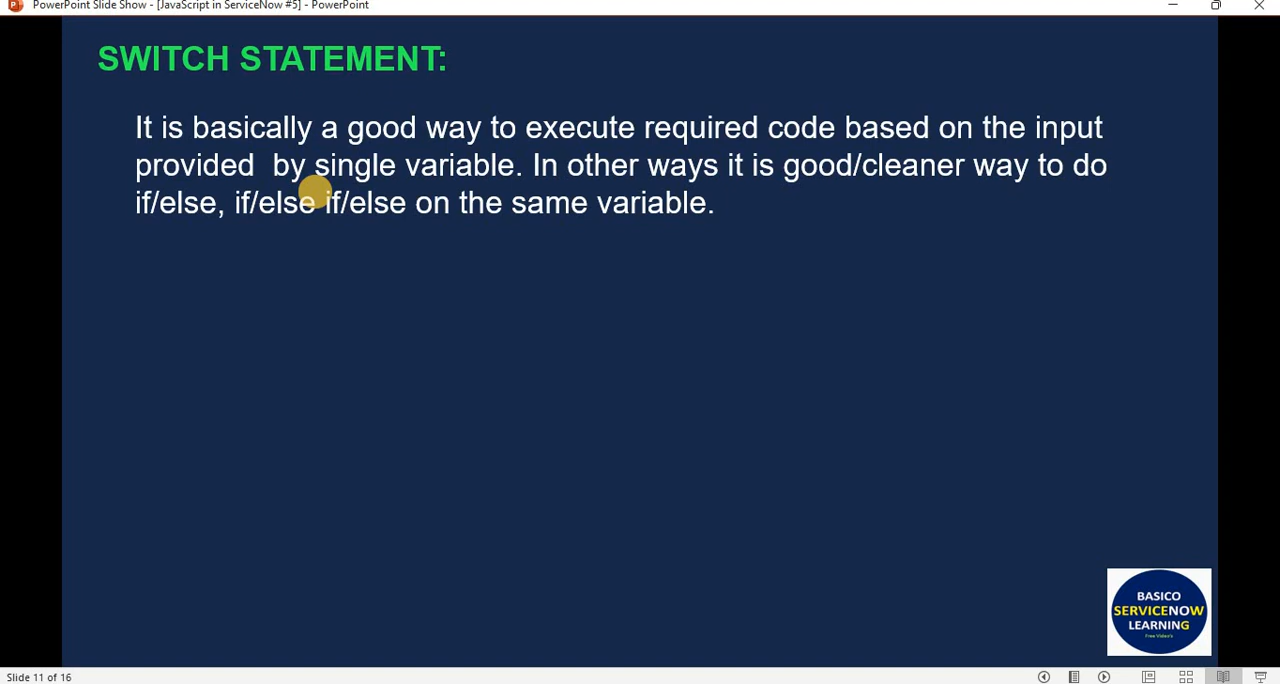 PowerPoint Slide Show - [JavaScript in ServiceNow #5] - PowerPoint
SWITCH STATEMENT:
It is basically a good way to execute required code based on the input
provided  by single variable. In other ways it is good/cleaner way to do
if/else, if/else if/else on the same variable.
BASICO
SERVICENOW
LEARNING
Free Video's
Slide 11 of 16